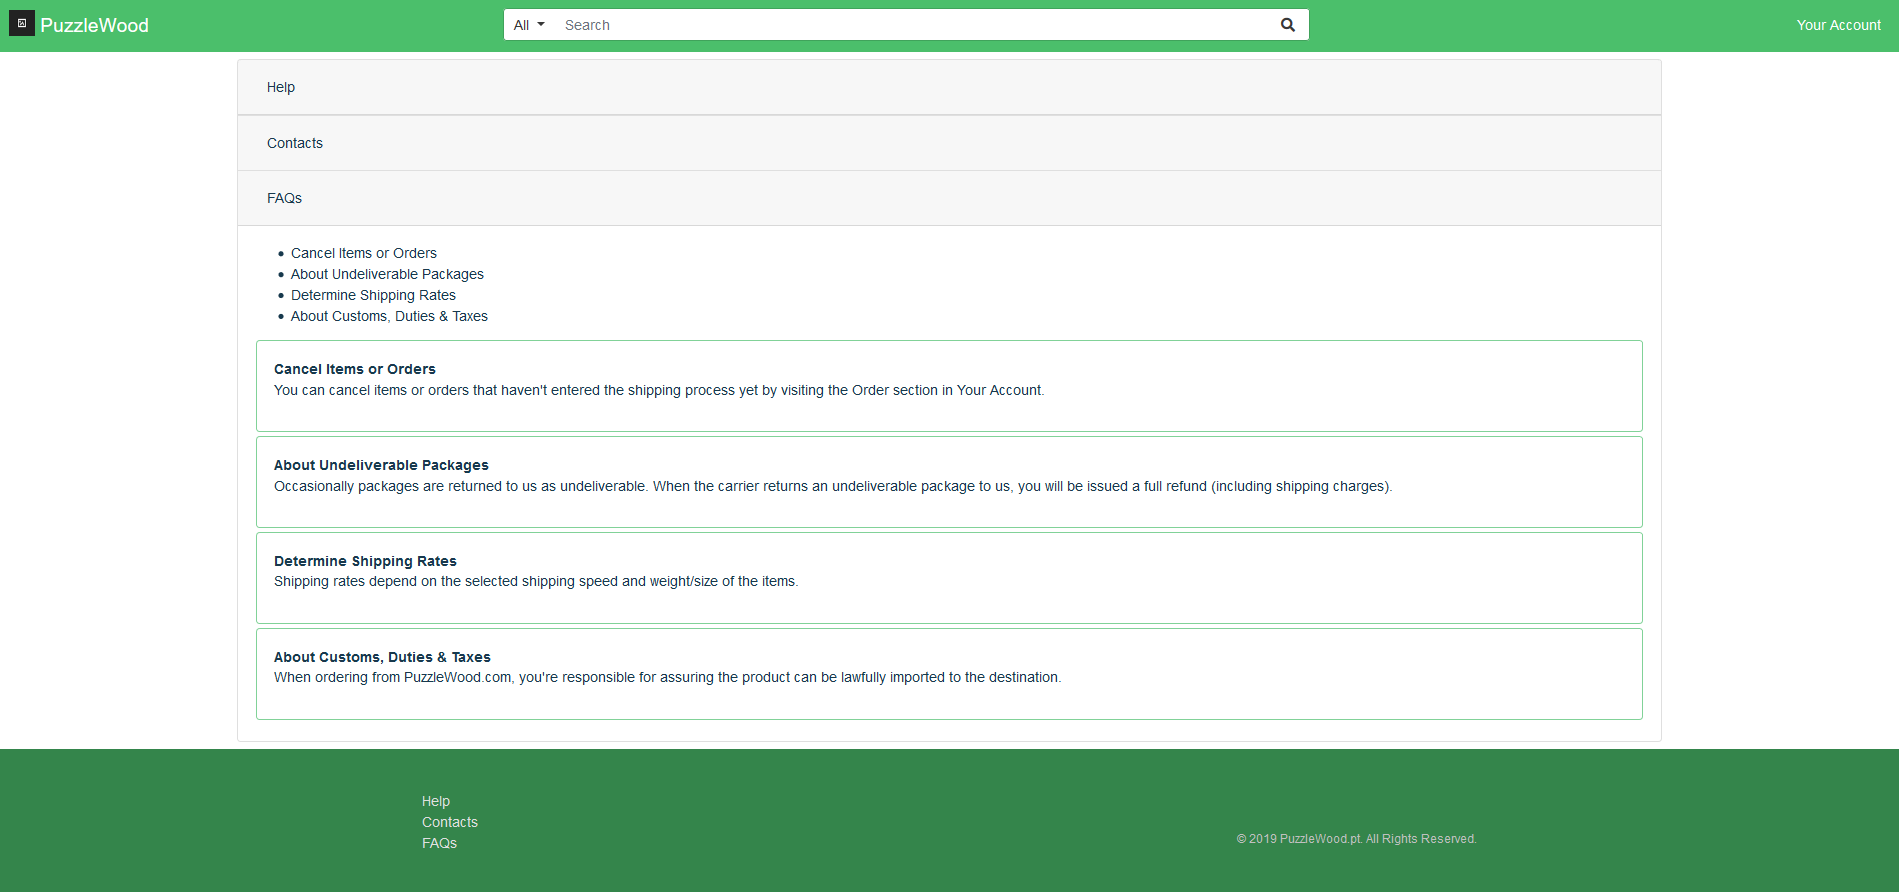 PuzzleWood
All
Search
Your Account
Help
Contacts
FAQs
Cancel Items or Orders
About Undeliverable Packages
Determine Shipping Rates
About Customs, Duties & Taxes
Cancel Items or Orders
You can cancel items or orders that haven't entered the shipping process yet by visiting the Order section in Your Account.
About Undeliverable Packages
Occasionally packages are returned to us as undeliverable. When the carrier returns an undeliverable package to us, you will be issued a full refund (including shipping charges).
Determine Shipping Rates
Shipping rates depend on the selected shipping speed and weight/size of the items.
About Customs, Duties & Taxes
When ordering from PuzzleWood.com, you're responsible for assuring the product can be lawfully imported to the destination.
Help
Contacts
FAQs
© 2019 PuzzleWood.pt. All Rights Reserved.